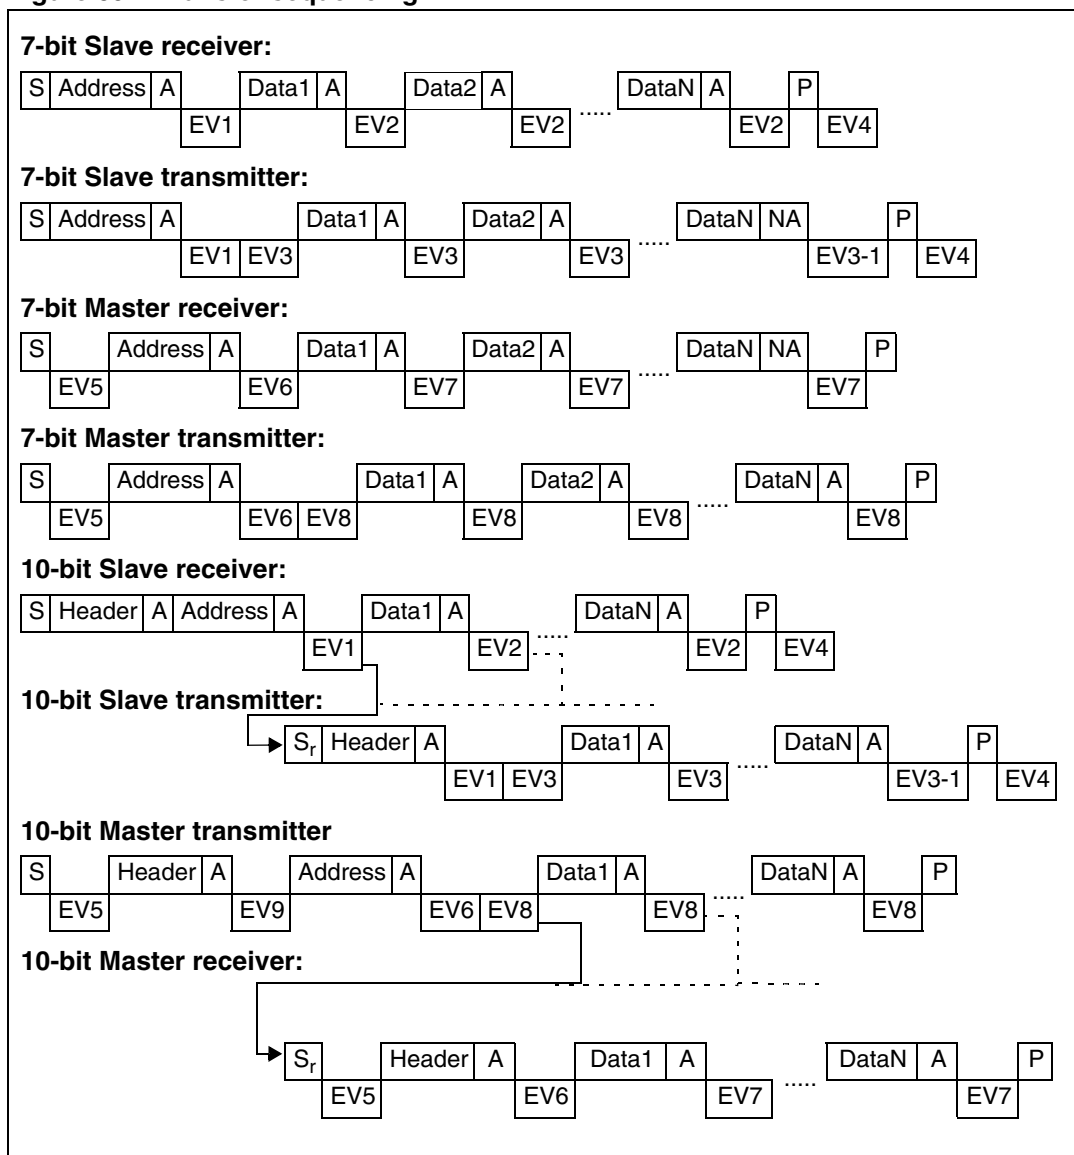 7-bit Slave receiver:
S Address A Data1 A Data2 A ..... DataN A P
EV1 EV2 EV2 EV2 EV4
7-bit Slave transmitter:
S Address A Data1 A Data2 A ..... DataN NA P
EV1 EV3 EV3 EV3 EV3-1 EV4
7-bit Master receiver:
S Address A Data1 A Data2 A ..... DataN NA P
EV5 EV6 EV7 EV7 EV7
7-bit Master transmitter:
S Address A Data1 A Data2 A ..... DataN A P
EV5 EV6 EV8 EV8 EV8 EV8
10-bit Slave receiver:
S Header A Address A Data1 A ..... DataN A P
EV1 EV2 EV2 EV4
10-bit Slave transmitter:
Sr Header A Data1 A ..... DataN A P
EV1 EV3 EV3 EV3-1 EV4
10-bit Master transmitter
S Header A Address A Data1 A ..... DataN A P
EV5 EV9 EV6 EV8 EV8 EV8
10-bit Master receiver:
Sr Header A Data1 A ..... DataN A P
EV5 EV6 EV7 EV7